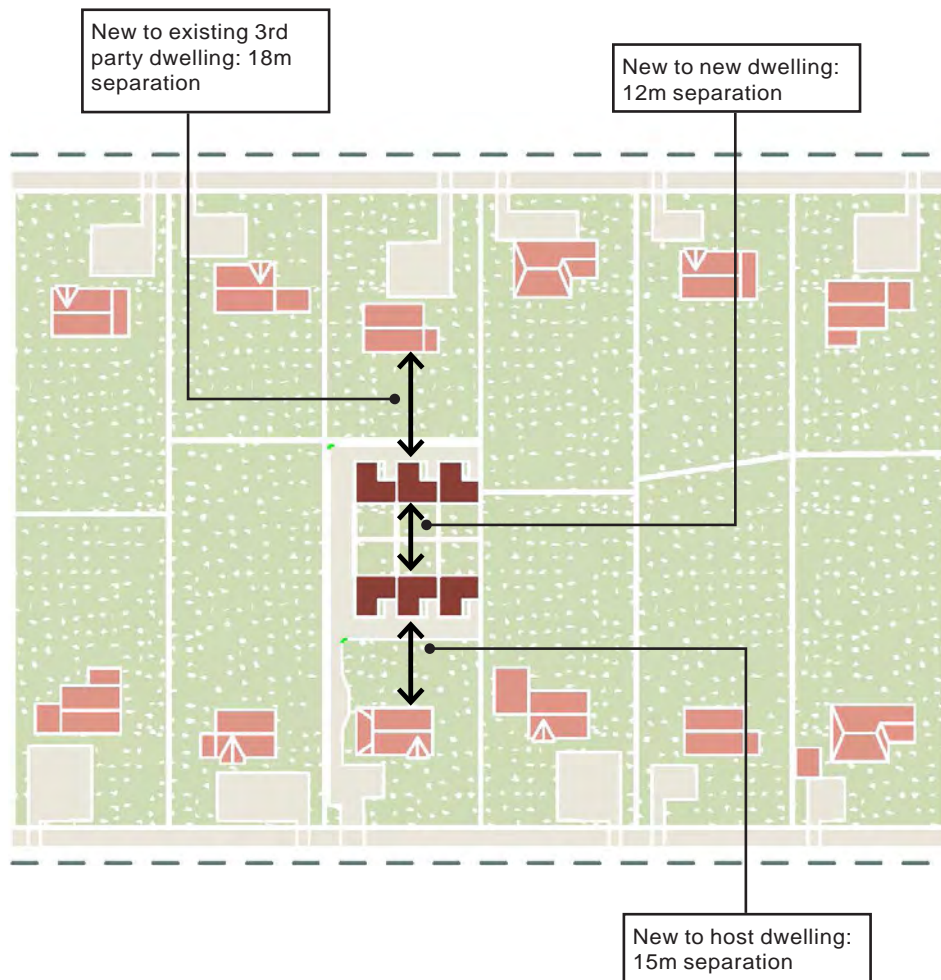 New to existing 3rd
party dwelling: 18m
separation
New to new dwelling:
12m separation
New to host dwelling:
15m separation